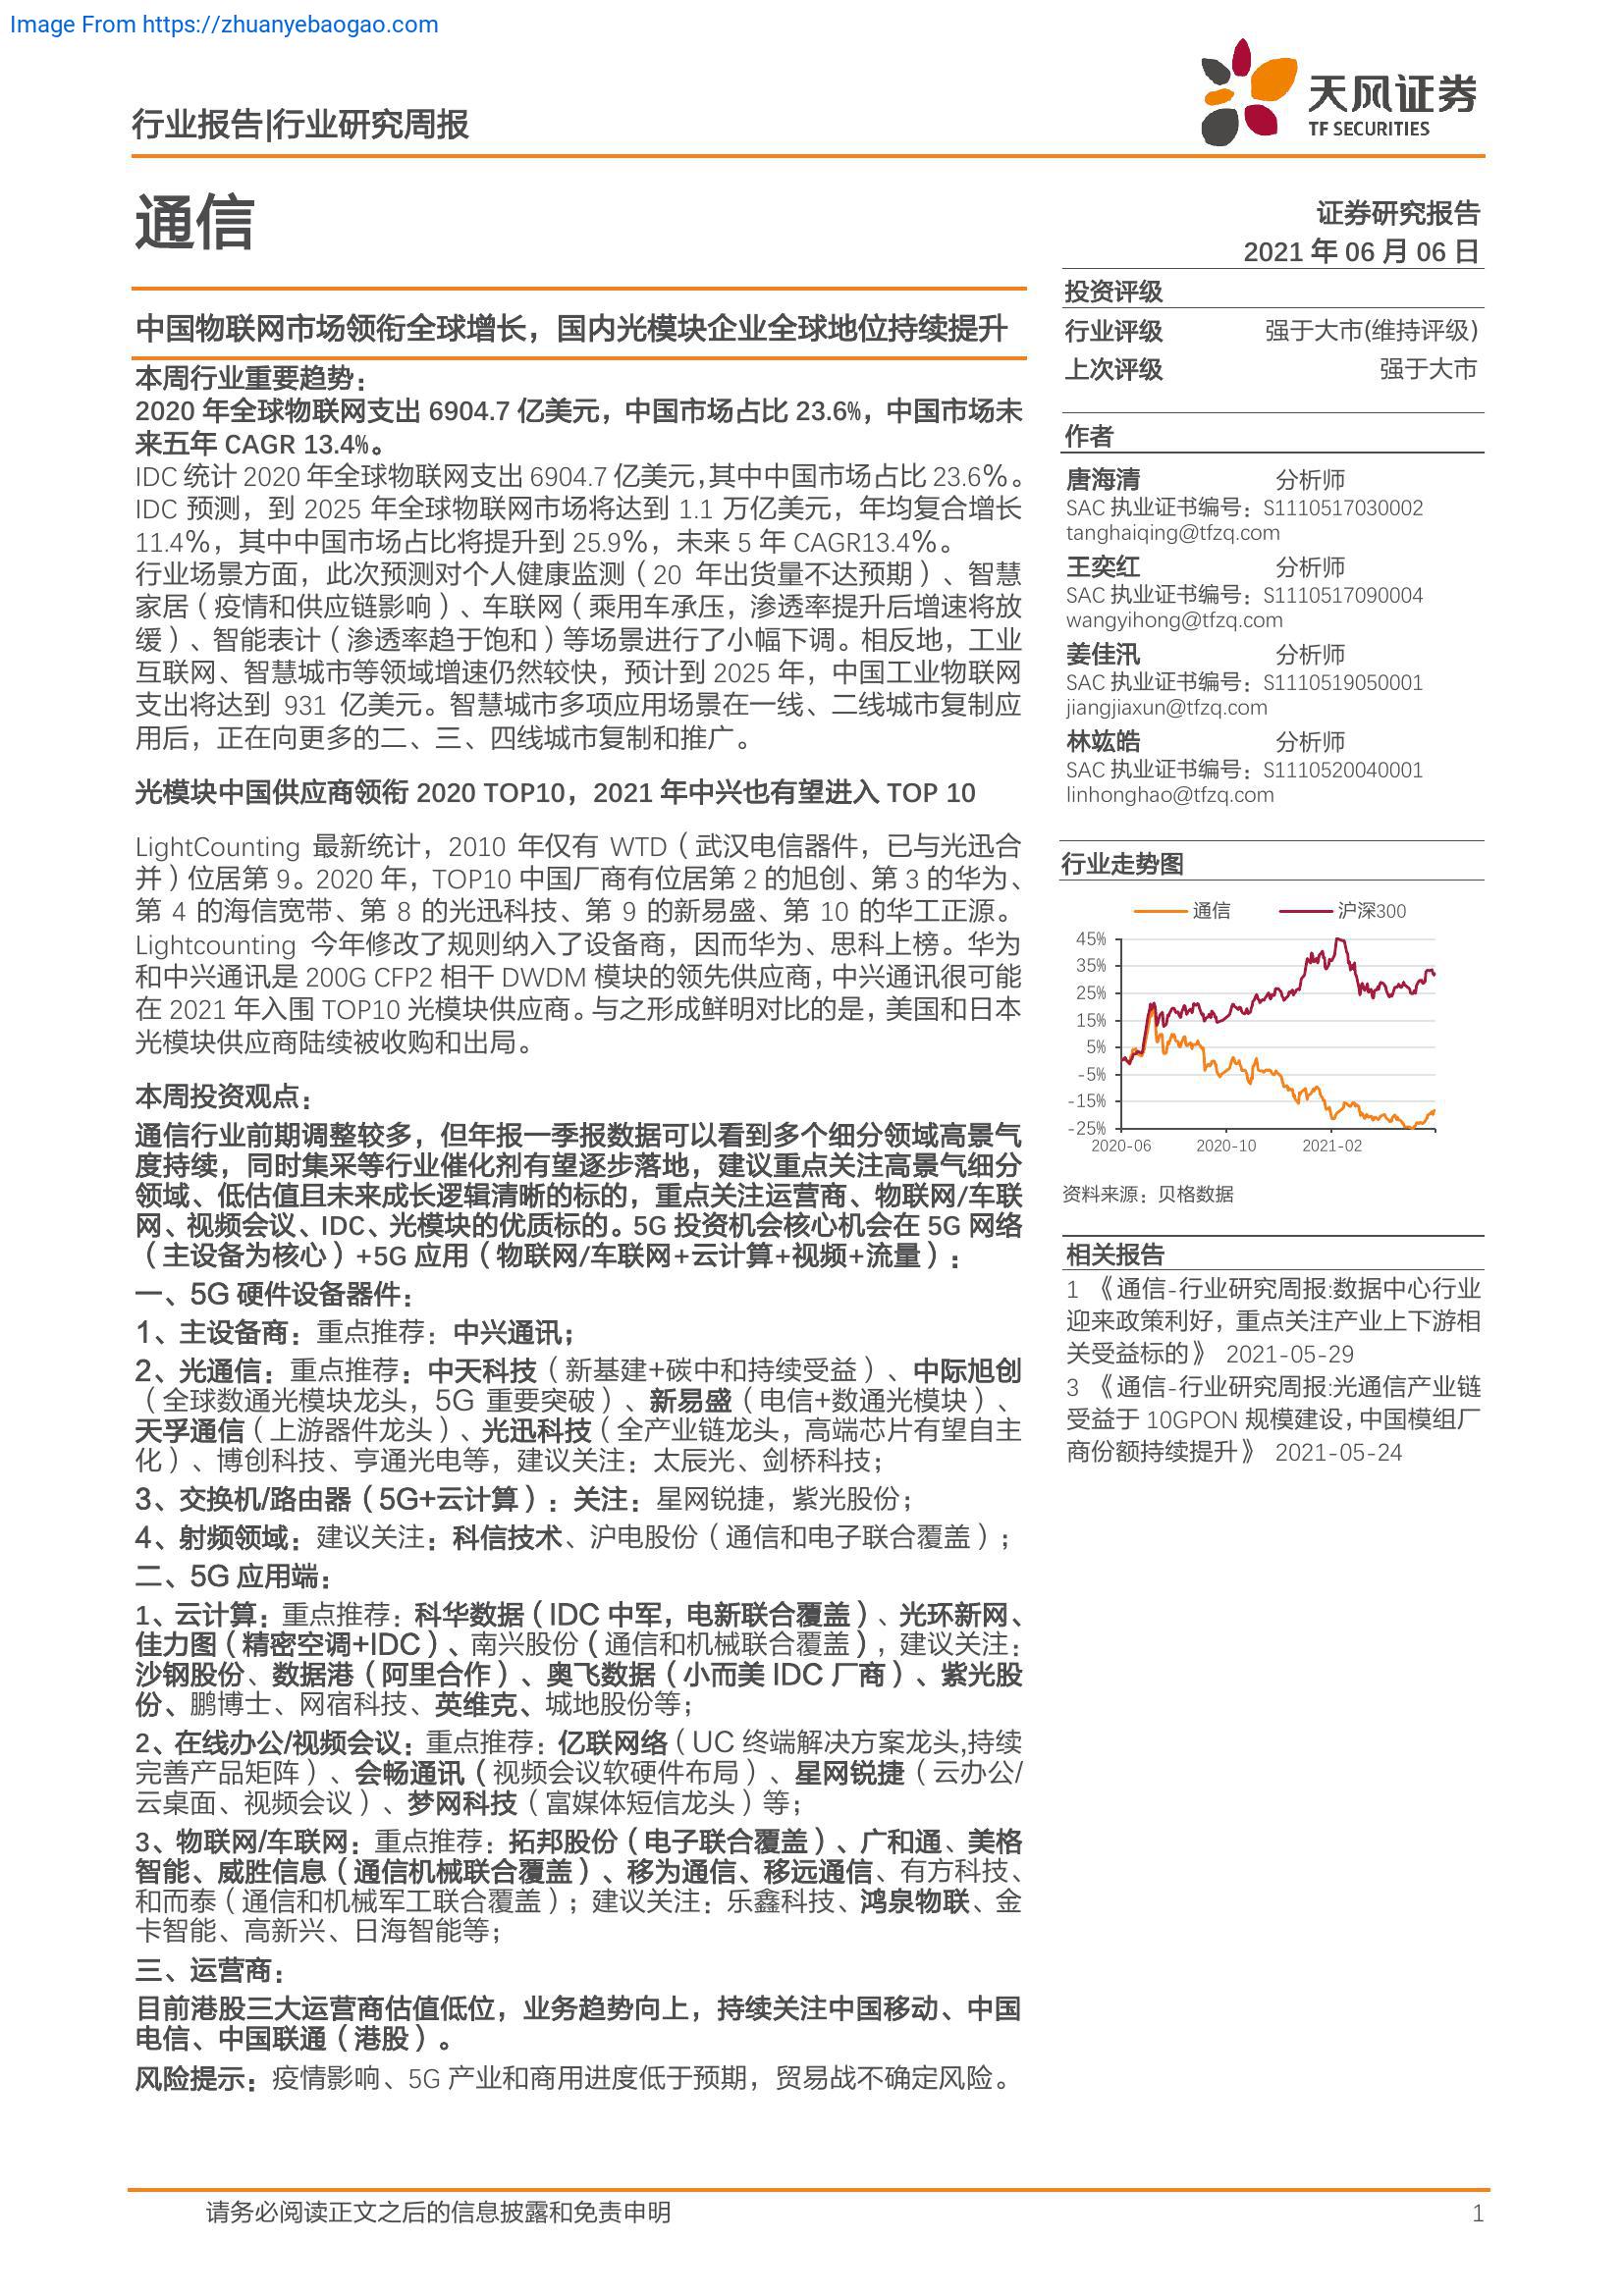 Image From https://zhuanyebaogao.com
行业报告|行业研究周报
天风证券
TF SECURITIES
通信
证券研究报告
2021 年 06 月 06 日
中国物联网市场领衔全球增长，国内光模块企业全球地位持续提升
本周行业重要趋势：
2020 年全球物联网支出 6904.7 亿美元，中国市场占比 23.6%，中国市场未
来五年 CAGR 13.4%。
IDC 统计 2020 年全球物联网支出 6904.7 亿美元,其中中国市场占比 23.6%。
IDC 预测，到 2025 年全球物联网市场将达到 1.1 万亿美元，年均复合增长
11.4%，其中中国市场占比将提升到 25.9%，未来 5 年 CAGR13.4%。
行业场景方面，此次预测对个人健康监测（20 年出货量不达预期）、智慧
家居（疫情和供应链影响）、车联网（乘用车承压，渗透率提升后增速将放
缓）、智能表计（渗透率趋于饱和）等场景进行了小幅下调。相反地，工业
互联网、智慧城市等领域增速仍然较快，预计到 2025 年，中国工业物联网
支出将达到 931 亿美元。智慧城市多项应用场景在一线、二线城市复制应
用后，正在向更多的二、三、四线城市复制和推广。
光模块中国供应商领衔 2020 TOP10，2021 年中兴也有望进入 TOP 10
LightCounting 最新统计，2010 年仅有 WTD（武汉电信器件，已与光迅合
并）位居第 9。2020 年，TOP10 中国厂商有位居第 2 的旭创、第 3 的华为、
第 4 的海信宽带、第 8 的光迅科技、第 9 的新易盛、第 10 的华工正源。
Lightcounting 今年修改了规则纳入了设备商，因而华为、思科上榜。华为
和中兴通讯是 200G CFP2 相干 DWDM 模块的领先供应商，中兴通讯很可能
在 2021 年入围 TOP10 光模块供应商。与之形成鲜明对比的是，美国和日本
光模块供应商陆续被收购和出局。
本周投资观点：
通信行业前期调整较多，但年报一季报数据可以看到多个细分领域高景气
度持续，同时集采等行业催化剂有望逐步落地，建议重点关注高景气细分
领域、低估值且未来成长逻辑清晰的标的，重点关注运营商、物联网/车联
网、视频会议、IDC、光模块的优质标的。5G 投资机会核心机会在 5G 网络
（主设备为核心）+5G 应用（物联网/车联网+云计算+视频+流量）：
一、5G 硬件设备器件：
1、主设备商：重点推荐：中兴通讯；
2、光通信：重点推荐：中天科技（新基建+碳中和持续受益）、中际旭创
（全球数通光模块龙头，5G 重要突破）、新易盛（电信+数通光模块）、
天孚通信（上游器件龙头）、光迅科技（全产业链龙头，高端芯片有望自主
化）、博创科技、亨通光电等，建议关注：太辰光、剑桥科技；
3、交换机/路由器（5G+云计算）：关注：星网锐捷，紫光股份；
4、射频领域：建议关注：科信技术、沪电股份（通信和电子联合覆盖）；
二、5G 应用端：
1、云计算：重点推荐：科华数据（IDC 中军，电新联合覆盖）、光环新网、
佳力图（精密空调+IDC）、南兴股份（通信和机械联合覆盖），建议关注：
沙钢股份、数据港（阿里合作）、奥飞数据（小而美 IDC 厂商）、紫光股
份、鹏博士、网宿科技、英维克、城地股份等；
2、在线办公/视频会议：重点推荐：亿联网络（UC 终端解决方案龙头,持续
完善产品矩阵）、会畅通讯（视频会议软硬件布局）、星网锐捷（云办公/
云桌面、视频会议）、梦网科技（富媒体短信龙头）等；
3、物联网/车联网：重点推荐：拓邦股份（电子联合覆盖）、广和通、美格
智能、威胜信息（通信机械联合覆盖）、移为通信、移远通信、有方科技、
和而泰（通信和机械军工联合覆盖）；建议关注：乐鑫科技、鸿泉物联、金
卡智能、高新兴、日海智能等；
三、运营商：
目前港股三大运营商估值低位，业务趋势向上，持续关注中国移动、中国
电信、中国联通（港股）。
风险提示：疫情影响、5G 产业和商用进度低于预期，贸易战不确定风险。
投资评级
行业评级 强于大市(维持评级)
上次评级 强于大市
作者
唐海清 分析师
SAC 执业证书编号：S1110517030002
tanghaiqing@tfzq.com
王奕红 分析师
SAC 执业证书编号：S1110517090004
wangyihong@tfzq.com
姜佳汛 分析师
SAC 执业证书编号：S1110519050001
jiangjiaxun@tfzq.com
林竑皓 分析师
SAC 执业证书编号：S1110520040001
linhonghao@tfzq.com
行业走势图
通信 沪深300
45%
35%
25%
15%
5%
-5%
-15%
-25%
2020-06 2020-10 2021-02
资料来源：贝格数据
相关报告
1 《通信-行业研究周报:数据中心行业
迎来政策利好，重点关注产业上下游相
关受益标的》 2021-05-29
3 《通信-行业研究周报:光通信产业链
受益于 10GPON 规模建设，中国模组厂
商份额持续提升》 2021-05-24
请务必阅读正文之后的信息披露和免责申明 1